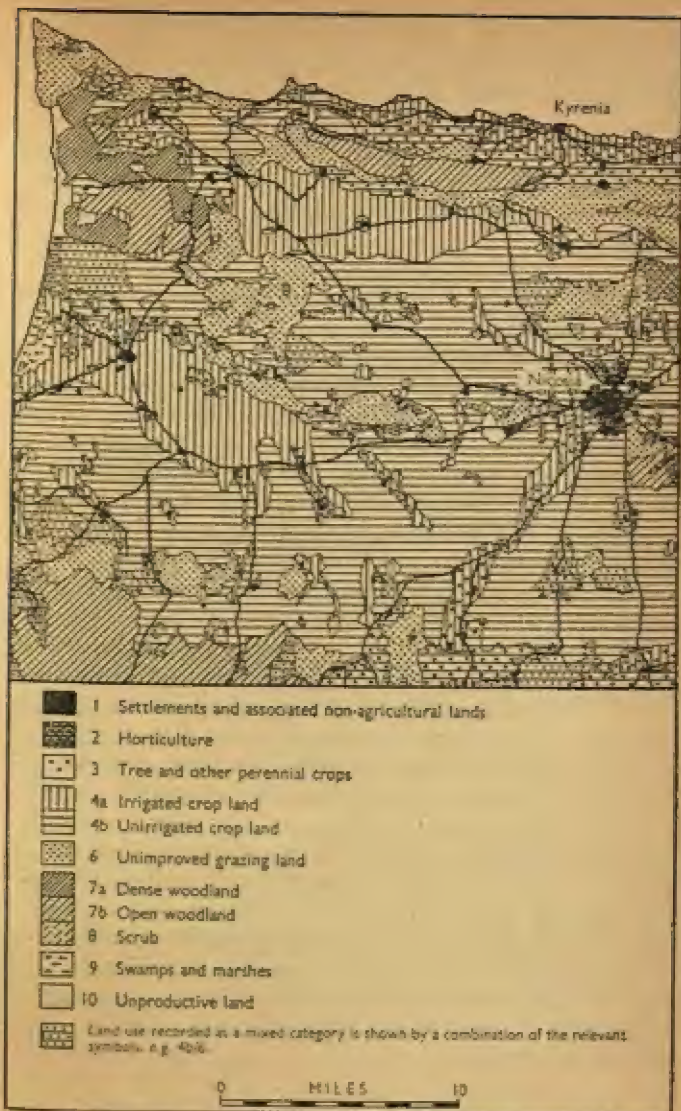 Kyrenia
Nicosia
1 Settlements and associated non-agricultural lands
2 Horticulture
3 Tree and other perennial crops
4a Irrigated crop land
4b Unirrigated crop land
6 Unimproved grazing land
7a Dense woodland
7b Open woodland
8 Scrub
9 Swamps and marshes
10 Unproductive land
Land use recorded as a mixed category is shown by a combination of the relevant
symbols, e.g. 4b/6.
0 MILES 10